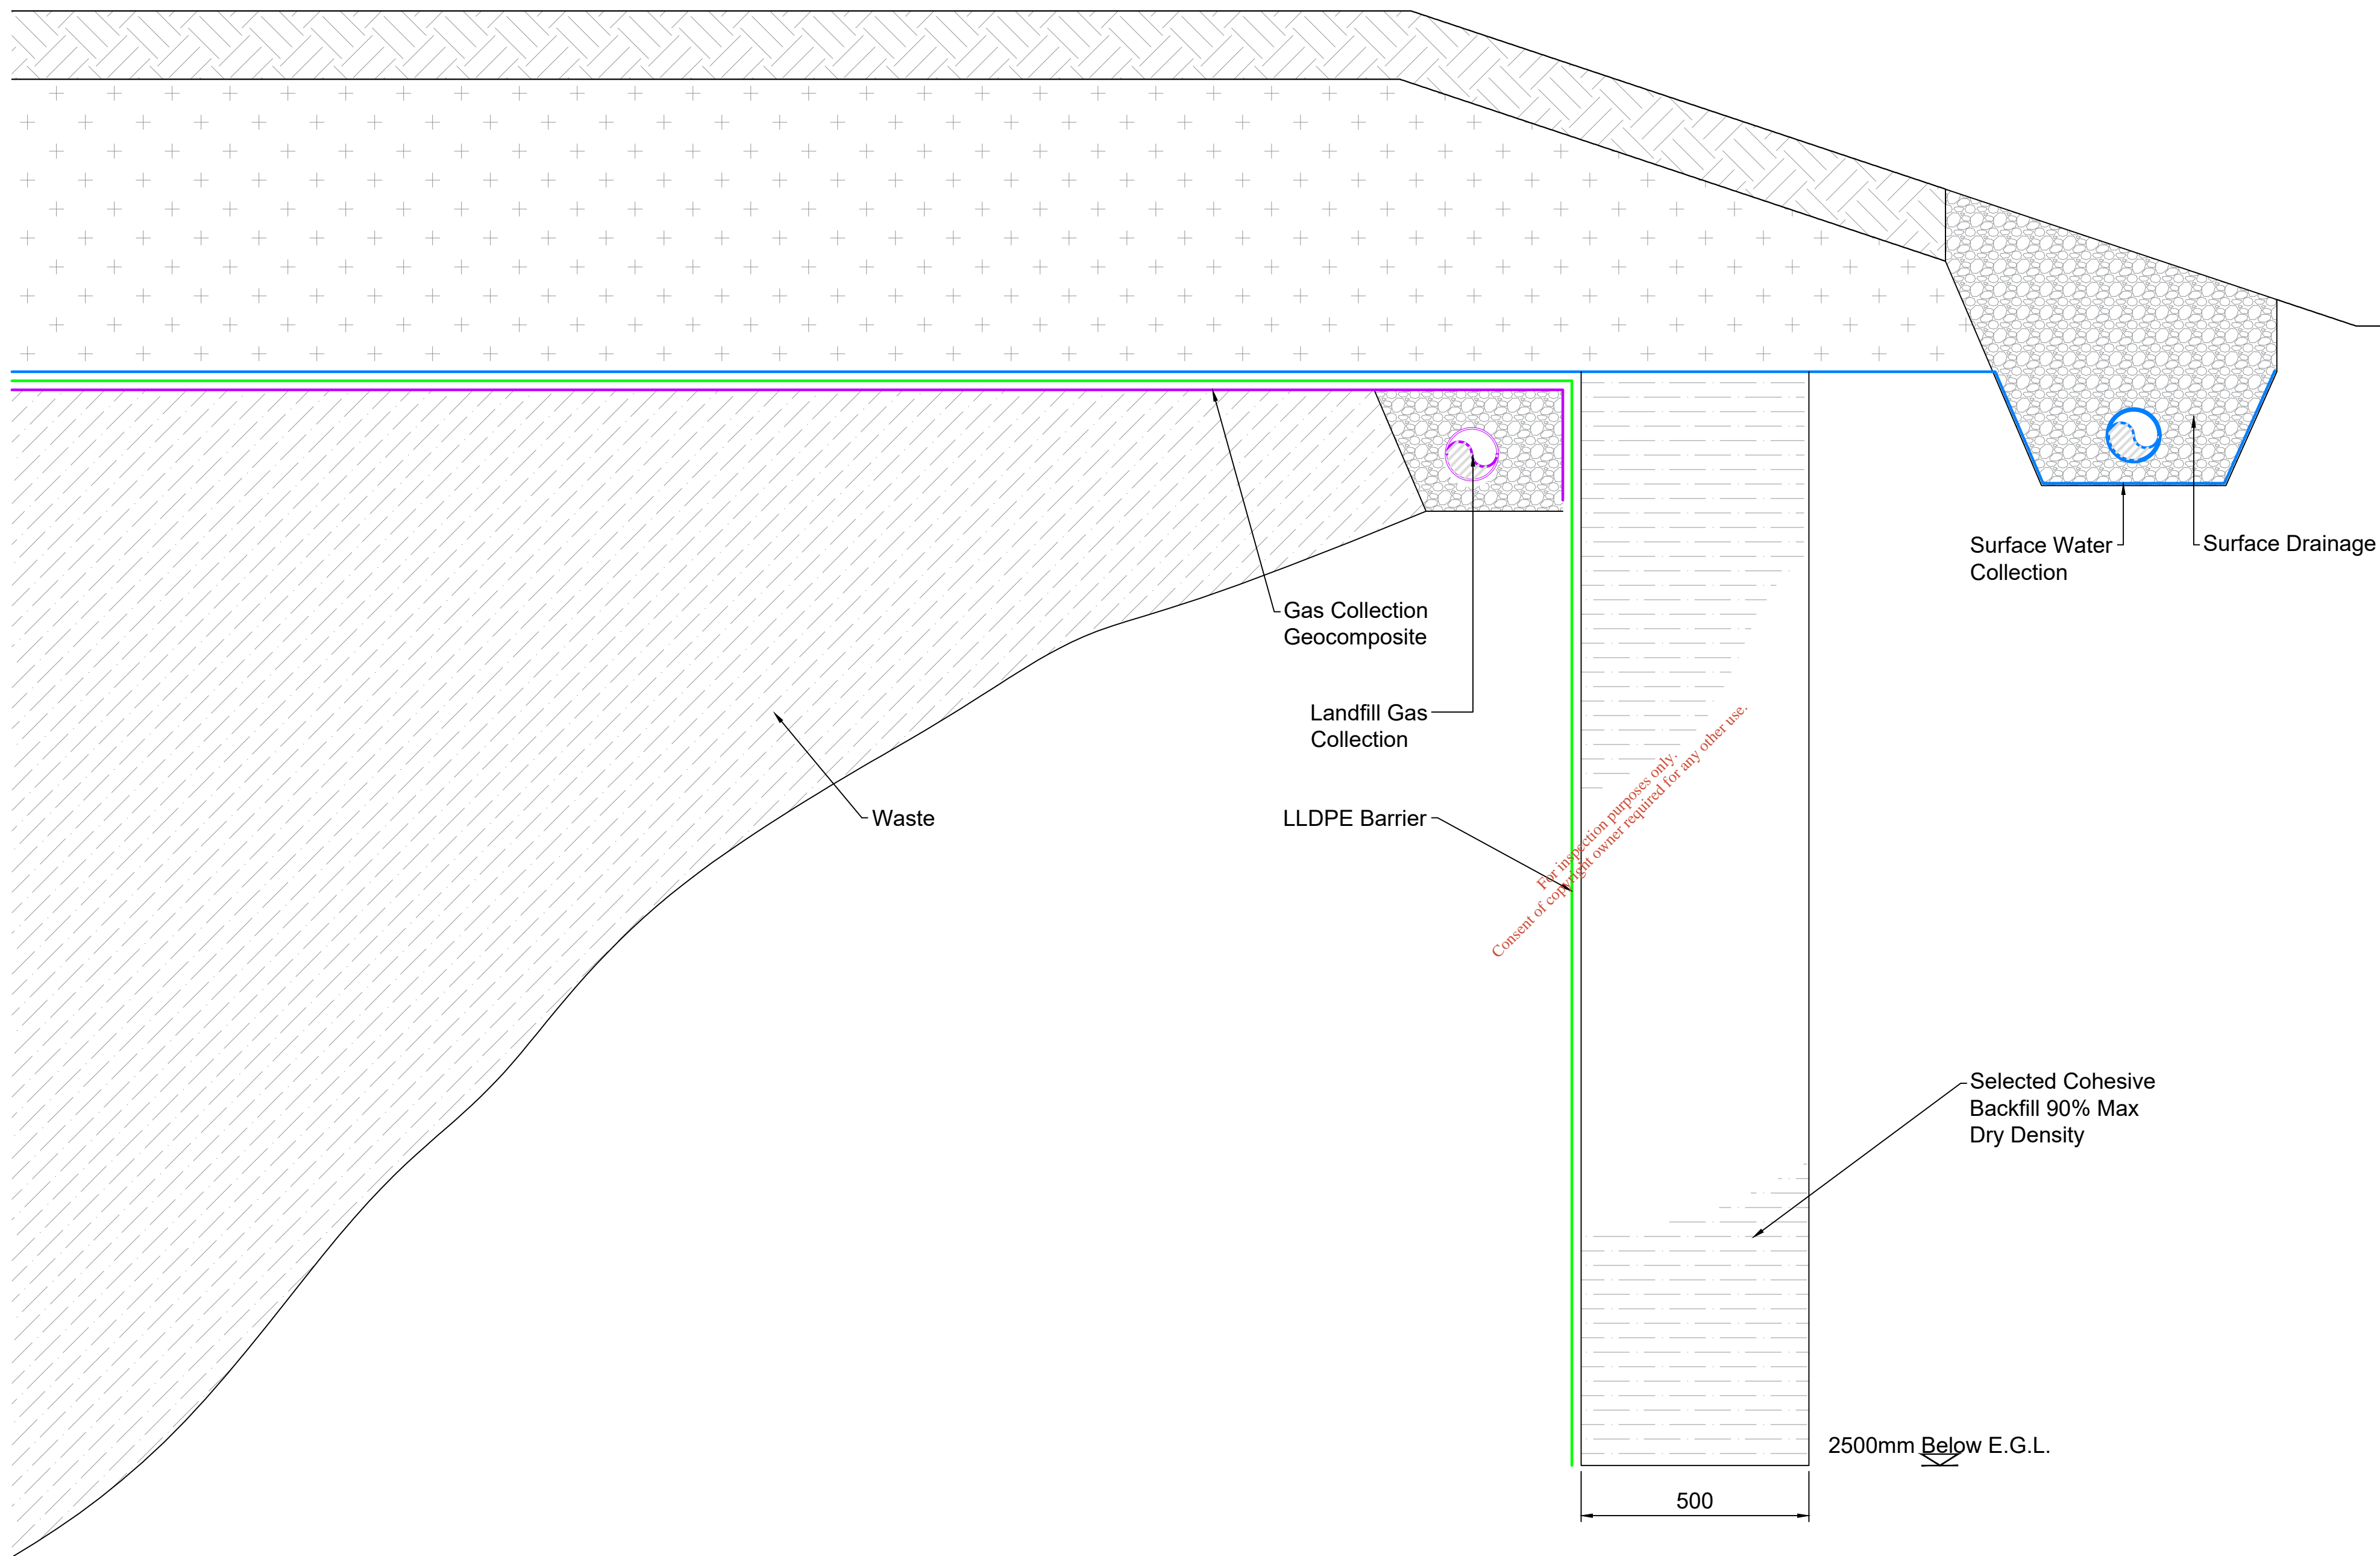 Surface Water
Collection
Surface Drainage
Gas Collection
Geocomposite
Landfill Gas
Collection
Waste
LLDPE Barrier
For inspection purposes only.
Consent of copyright owner required for any other use.
Selected Cohesive
Backfill 90% Max
Dry Density
2500mm Below E.G.L.
500